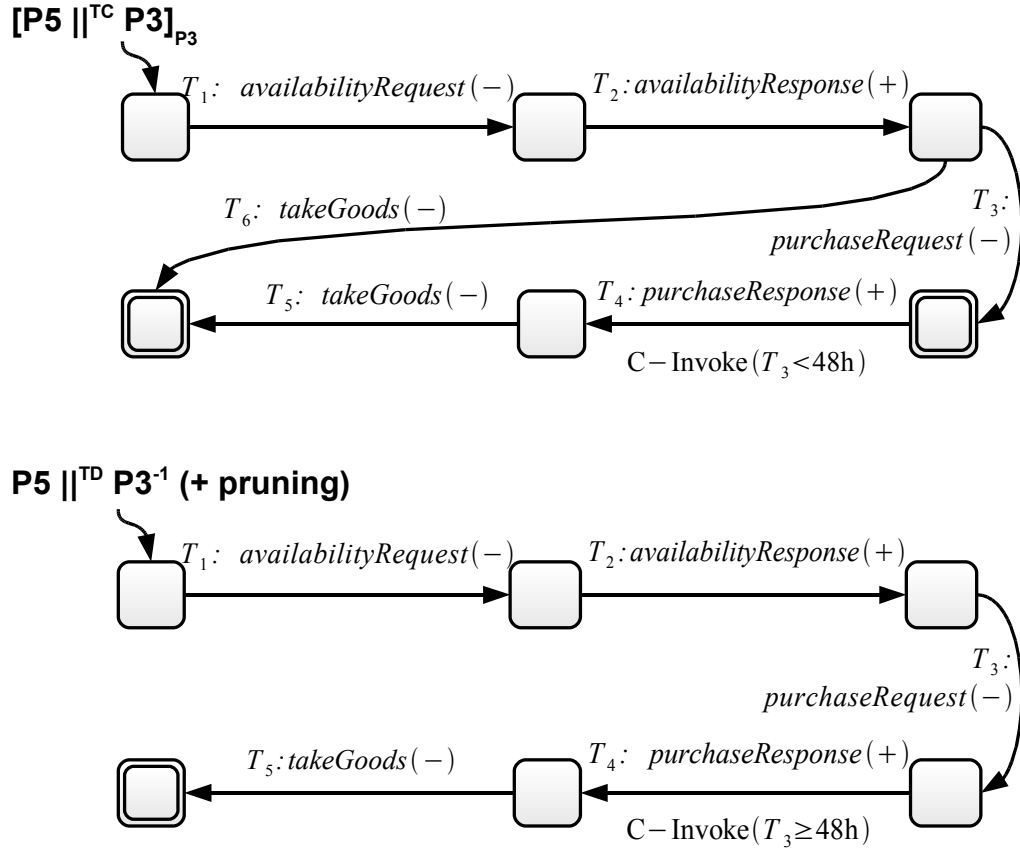 [P5 ||ᵀᶜ P3]ₚ₃
T₁: availabilityRequest(−) T₂:availabilityResponse(+)
T₆: takeGoods(−) T₃:
purchaseRequest(−)
T₅: takeGoods(−) T₄:purchaseResponse(+)
C−Invoke(T₃<48h)
P5 ||ᵀᴰ P3⁻¹ (+ pruning)
T₁: availabilityRequest(−) T₂:availabilityResponse(+)
T₃:
purchaseRequest(−)
T₅:takeGoods(−) T₄: purchaseResponse(+)
C−Invoke(T₃≥48h)